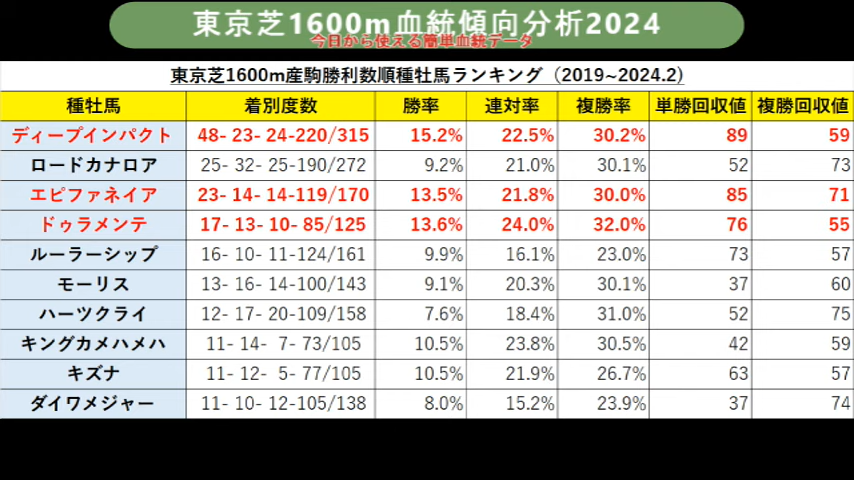 東京芝1600m血統傾向分析2024
今日から使える簡単血統データ
東京芝1600m産駒勝利数順種牡馬ランキング（2019~2024.2）
種牡馬 着別度数 勝率 連対率 複勝率 単勝回収値 複勝回収値
ディープインパクト 48- 23- 24-220/315 15.2% 22.5% 30.2% 89 59
ロードカナロア 25- 32- 25-190/272 9.2% 21.0% 30.1% 52 73
エピファネイア 23- 14- 14-119/170 13.5% 21.8% 30.0% 85 71
ドゥラメンテ 17- 13- 10- 85/125 13.6% 24.0% 32.0% 76 55
ルーラーシップ 16- 10- 11-124/161 9.9% 16.1% 23.0% 73 57
モーリス 13- 16- 14-100/143 9.1% 20.3% 30.1% 37 60
ハーツクライ 12- 17- 20-109/158 7.6% 18.4% 31.0% 52 75
キングカメハメハ 11- 14- 7- 73/105 10.5% 23.8% 30.5% 42 59
キズナ 11- 12- 5- 77/105 10.5% 21.9% 26.7% 63 57
ダイワメジャー 11- 10- 12-105/138 8.0% 15.2% 23.9% 37 74